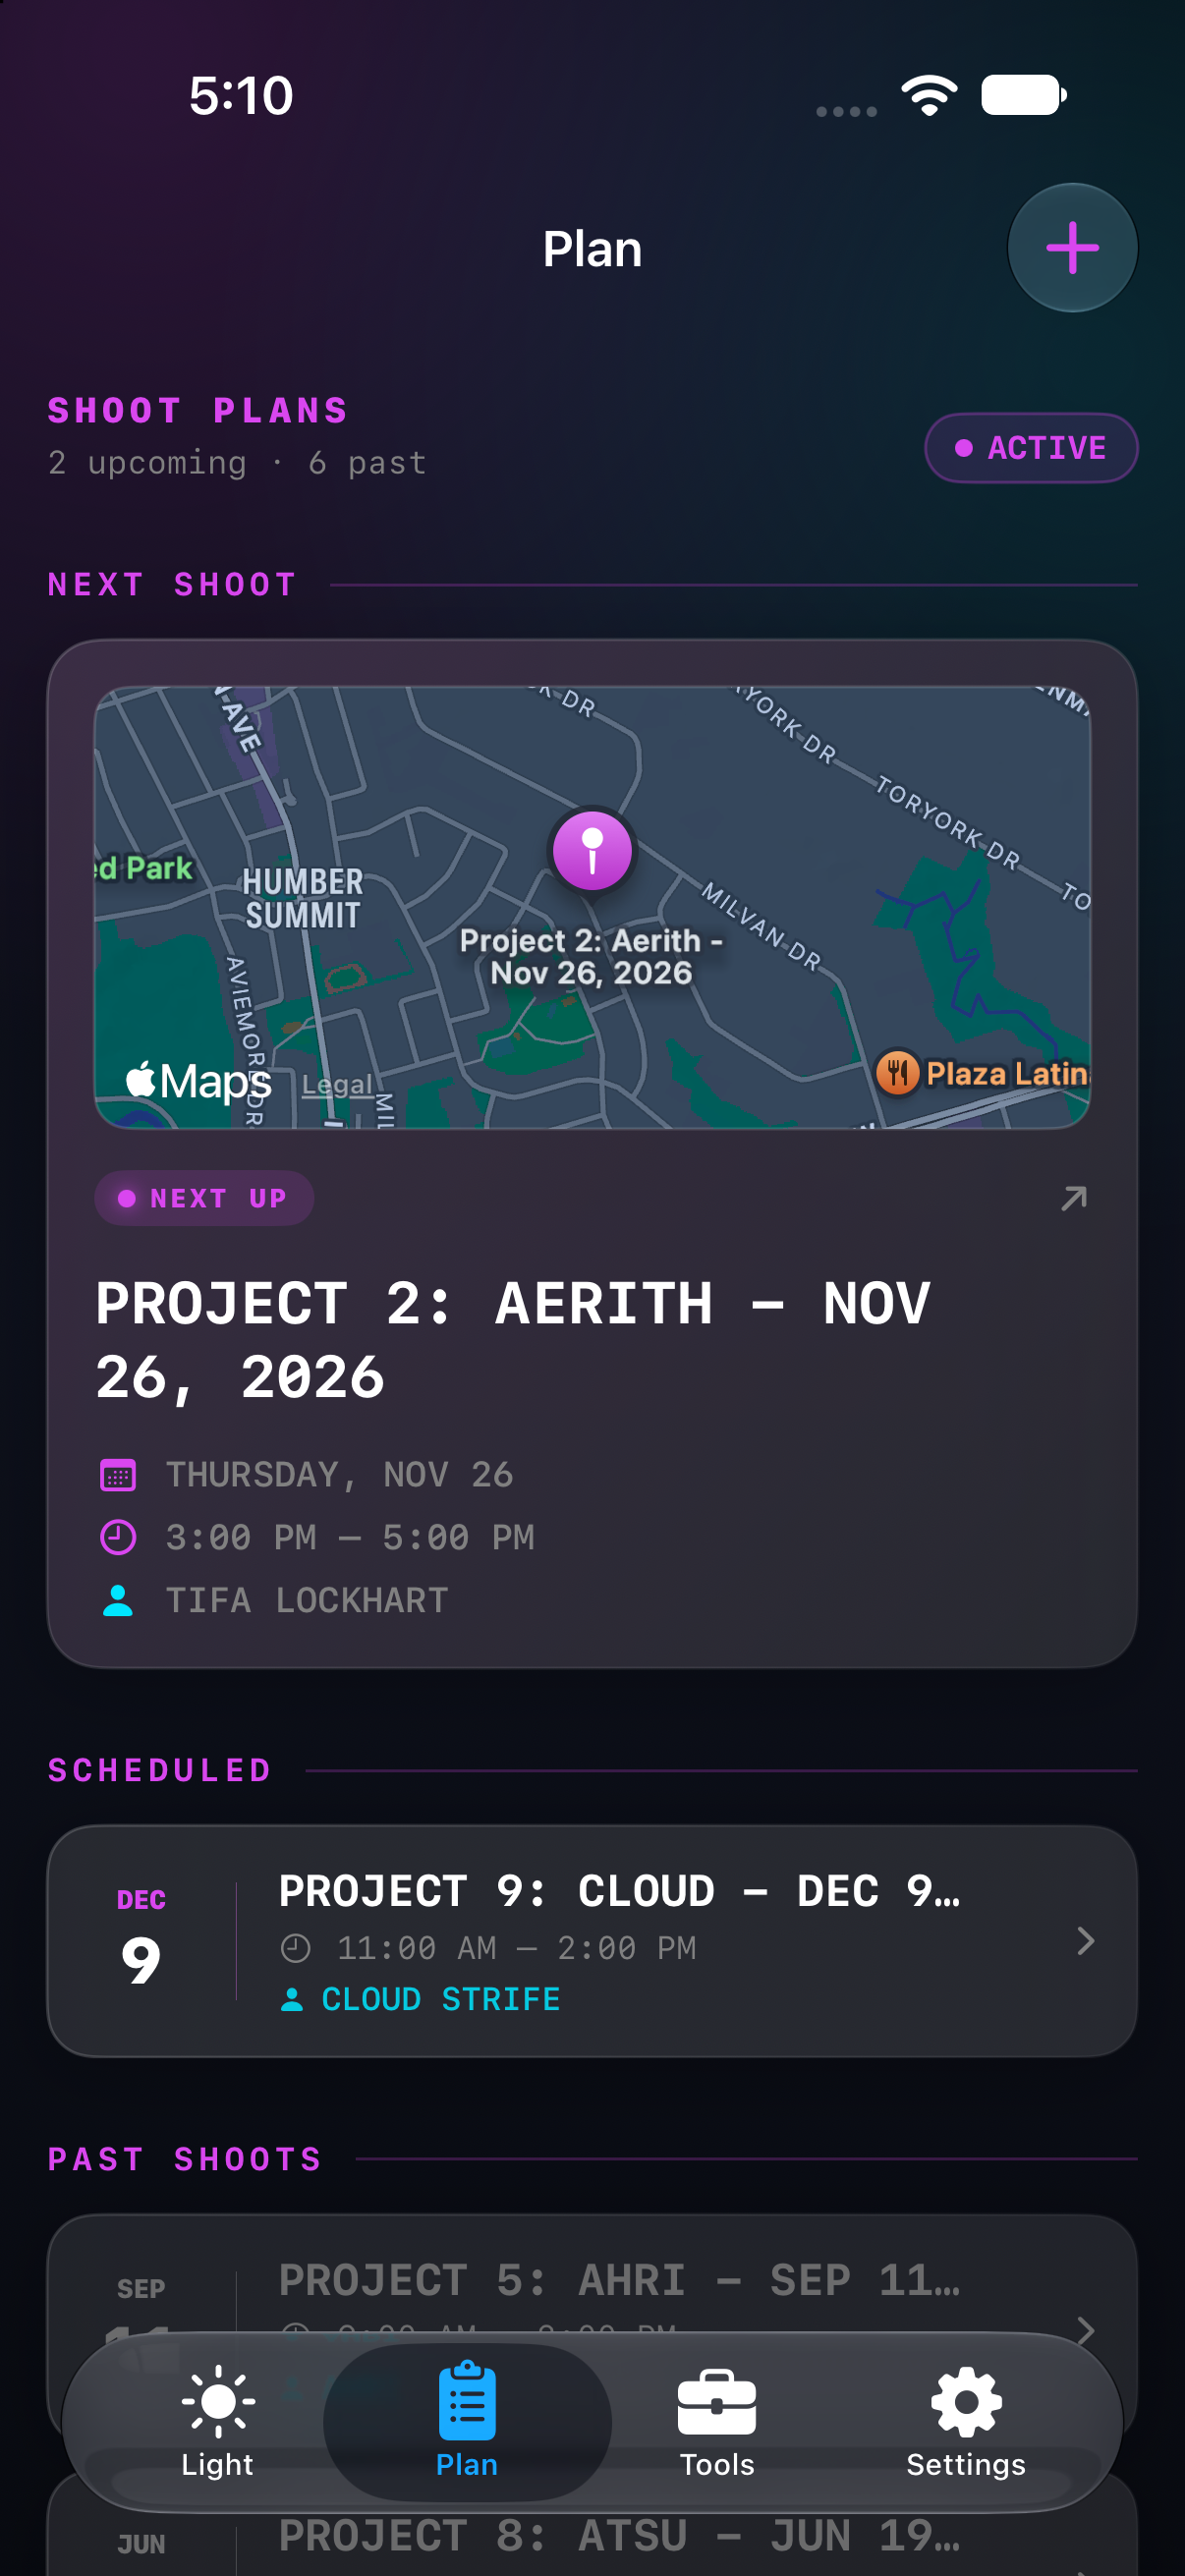 5:10
Plan
SHOOT PLANS
2 upcoming · 6 past
ACTIVE
NEXT SHOOT
AVE
DR
TORYORK DR
ed Park
HUMBER
SUMMIT
MILVAN DR
TO
Project 2: Aerith -
Nov 26, 2026
AVIEMORE DR
Maps
Legal
MIL
Plaza Latin
NEXT UP
PROJECT 2: AERITH – NOV
26, 2026
THURSDAY, NOV 26
3:00 PM – 5:00 PM
TIFA LOCKHART
SCHEDULED
DEC
9
PROJECT 9: CLOUD – DEC 9…
11:00 AM – 2:00 PM
CLOUD STRIFE
PAST SHOOTS
SEP
11
PROJECT 5: AHRI – SEP 11…
Light
Plan
Tools
Settings
JUN
PROJECT 8: ATSU – JUN 19…